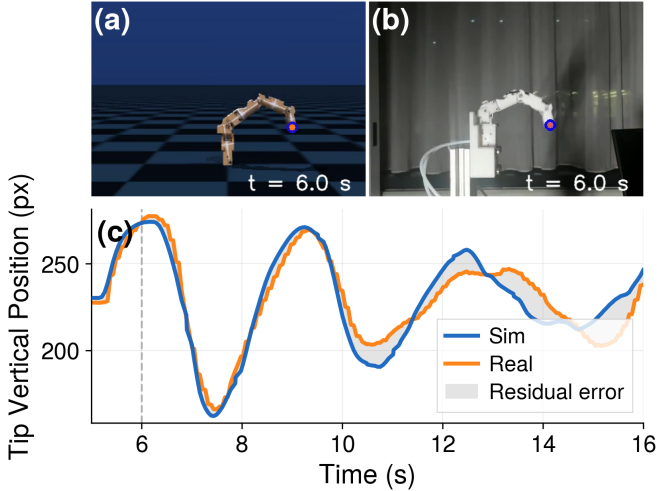 (a)
t = 6.0 s
(b)
t = 6.0 s
(c)
Tip Vertical Position (px)
250
200
Sim
Real
Residual error
6
8
10
12
14
16
Time (s)